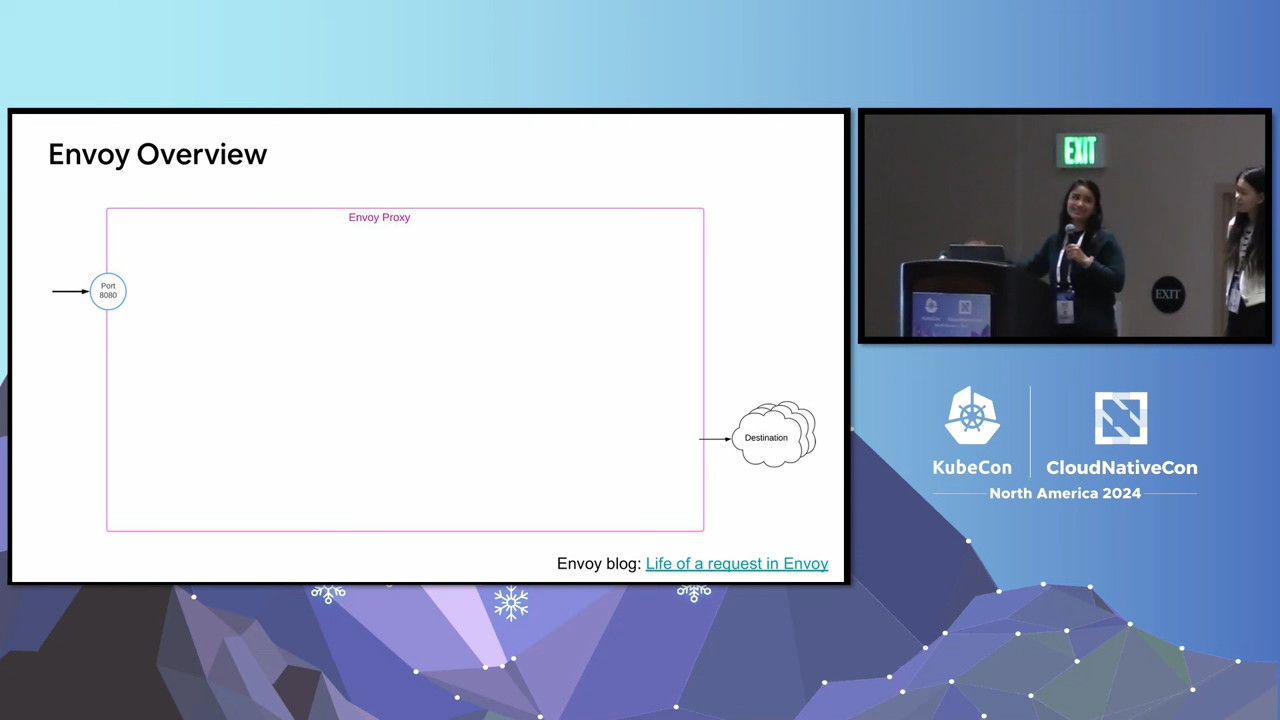 Envoy Overview
Envoy Proxy
Port
8080
Destination
Envoy blog: Life of a request in Envoy
EXIT
EXIT
KubeCon
CloudNativeCon
North America 2024